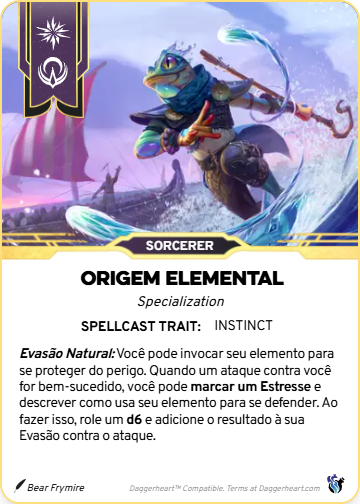 SORCERER
ORIGEM ELEMENTAL
Specialization
SPELLCAST TRAIT: INSTINCT
Evasão Natural: Você pode invocar seu elemento para
se proteger do perigo. Quando um ataque contra você
for bem-sucedido, você pode marcar um Estresse e
descrever como usa seu elemento para se defender. Ao
fazer isso, role um d6 e adicione o resultado à sua
Evasão contra o ataque.
Bear Frymire
Daggerheart™ Compatible. Terms at Daggerheart.com